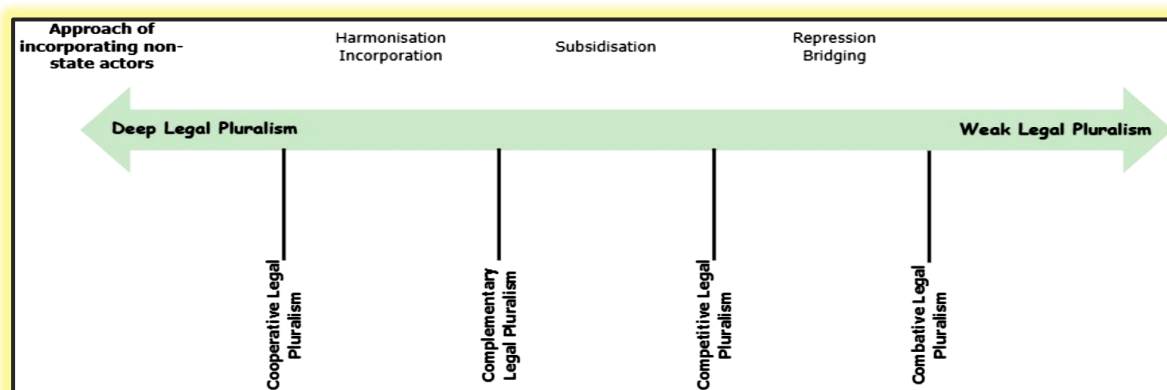 Approach of
incorporating non-
state actors
Harmonisation
Incorporation
Subsidisation
Repression
Bridging
Deep Legal Pluralism
Weak Legal Pluralism
Cooperative Legal
Pluralism
Complementary
Legal Pluralism
Competitive Legal
Pluralism
Combative Legal
Pluralism